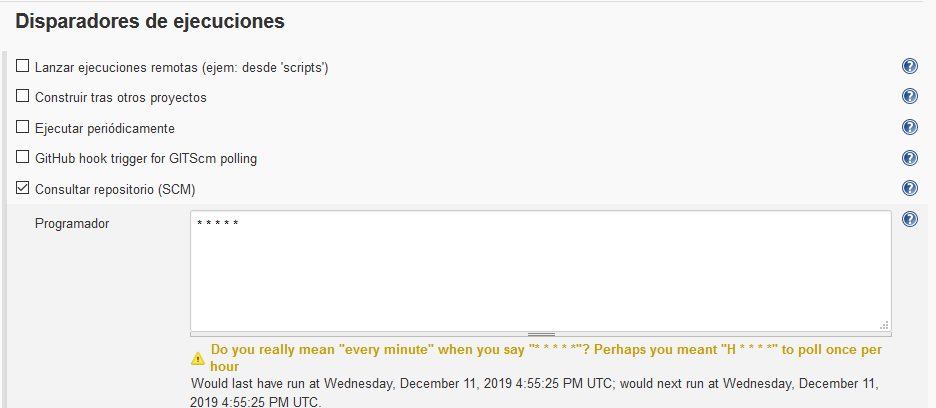 Disparadores de ejecuciones
Lanzar ejecuciones remotas (ejem: desde 'scripts')
Construir tras otros proyectos
Ejecutar periódicamente
GitHub hook trigger for GITScm polling
Consultar repositorio (SCM)
Programador
* * * * *
Do you really mean "every minute" when you say "* * * * *"? Perhaps you meant "H * * * *" to poll once per
hour
Would last have run at Wednesday, December 11, 2019 4:55:25 PM UTC; would next run at Wednesday, December 11,
2019 4:55:25 PM UTC.